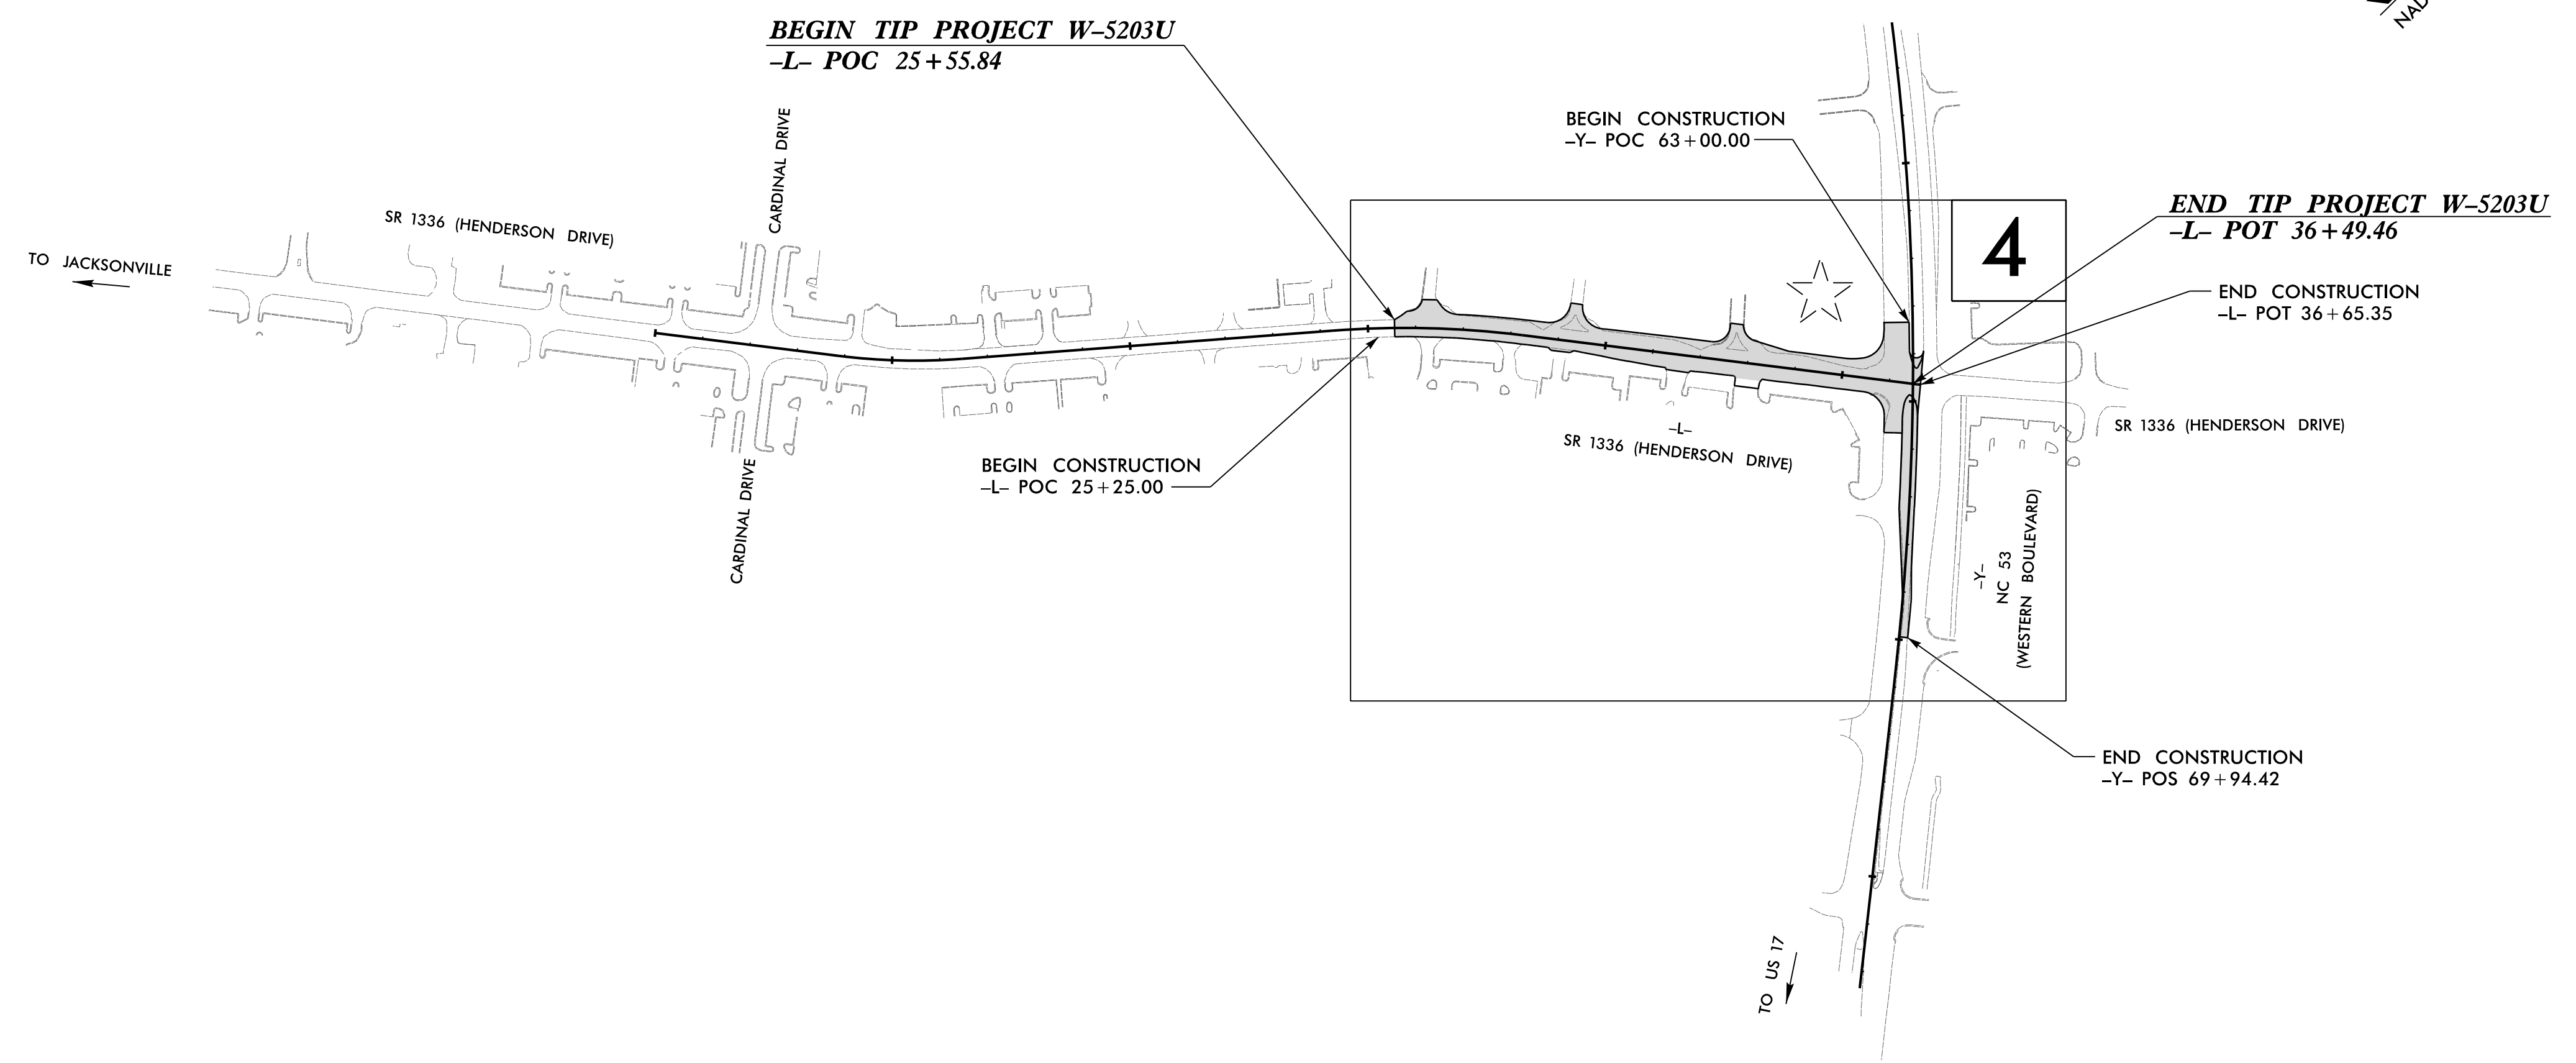 NAD
BEGIN TIP PROJECT W–5203U
–L– POC 25+55.84
BEGIN CONSTRUCTION
–Y– POC 63+00.00
END TIP PROJECT W–5203U
–L– POT 36+49.46
4
END CONSTRUCTION
–L– POT 36+65.35
CARDINAL DRIVE
SR 1336 (HENDERSON DRIVE)
TO JACKSONVILLE
–L–
SR 1336 (HENDERSON DRIVE)
SR 1336 (HENDERSON DRIVE)
BEGIN CONSTRUCTION
–L– POC 25+25.00
CARDINAL DRIVE
–Y–
NC 53
(WESTERN BOULEVARD)
END CONSTRUCTION
–Y– POS 69+94.42
TO US 17